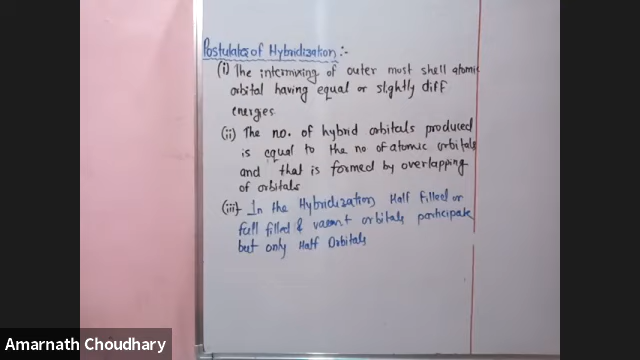 Postulates of Hybridization :-
(i) The intermixing of outer most shell atomic
orbital having equal or slightly diff
energies
(ii) The no. of hybrid orbitals produced
is equal to the no of atomic orbitals
and that is formed by overlapping
of orbitals
(iii) In the Hybridization Half filled or
full filled & vacant orbitals participate
but only Half Orbitals
Amarnath Choudhary